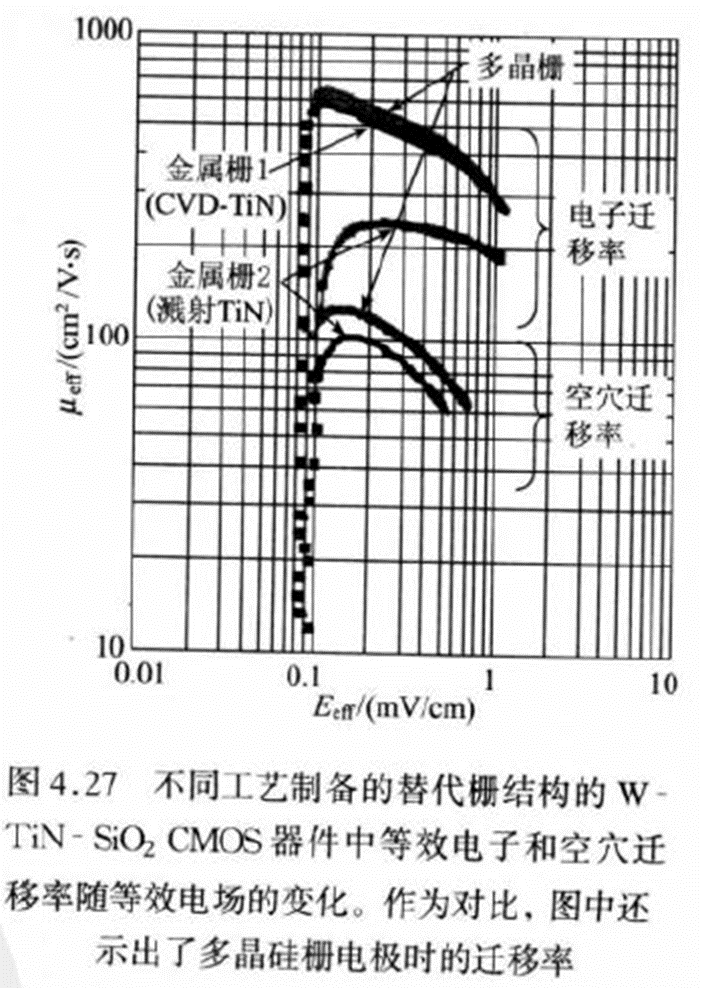 1000
多晶栅
金属栅1
(CVD-TiN)
电子迁
移率
金属栅2
(溅射TiN)
μeff/(cm²/V·s)
100
空穴迁
移率
10
0.01
0.1
1
10
Eeff/(mV/cm)
图4.27 不同工艺制备的替代栅结构的 W-
TiN-SiO₂ CMOS 器件中等效电子和空穴迁
移率随等效电场的变化。作为对比，图中还
示出了多晶硅栅电极时的迁移率